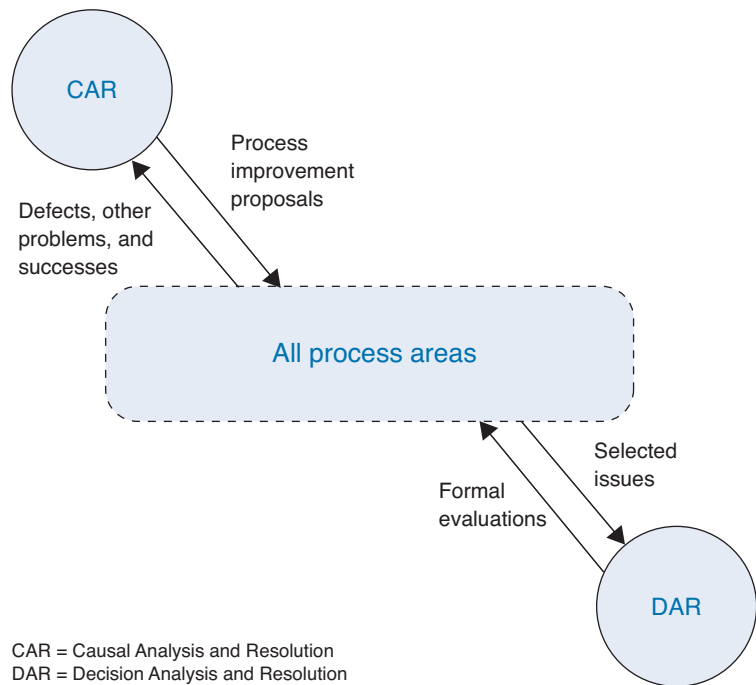 CAR
Process
improvement
proposals
Defects, other
problems, and
successes
All process areas
Selected
issues
Formal
evaluations
DAR
CAR = Causal Analysis and Resolution
DAR = Decision Analysis and Resolution